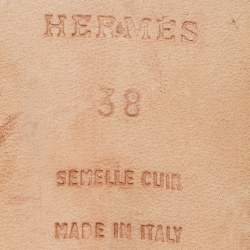 HERMES
38
SEMELLE CUIR
MADE IN ITALY